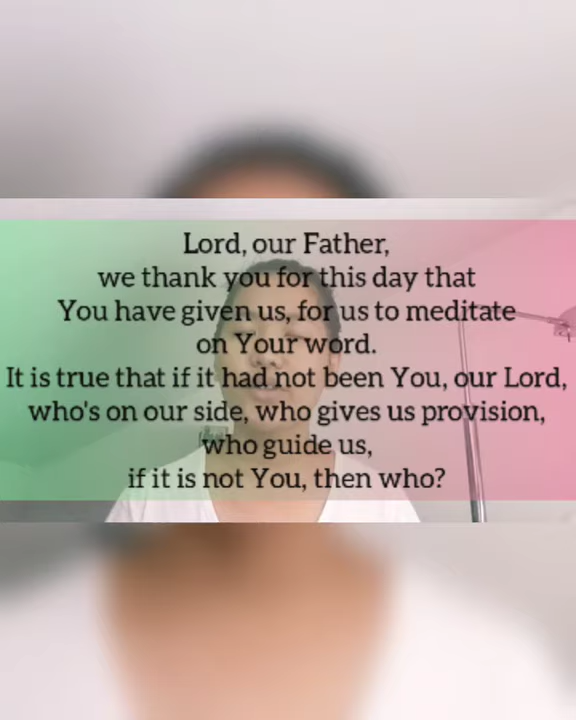 Lord, our Father,
we thank you for this day that
You have given us, for us to meditate
on Your word.
It is true that if it had not been You, our Lord,
who's on our side, who gives us provision,
who guide us,
if it is not You, then who?